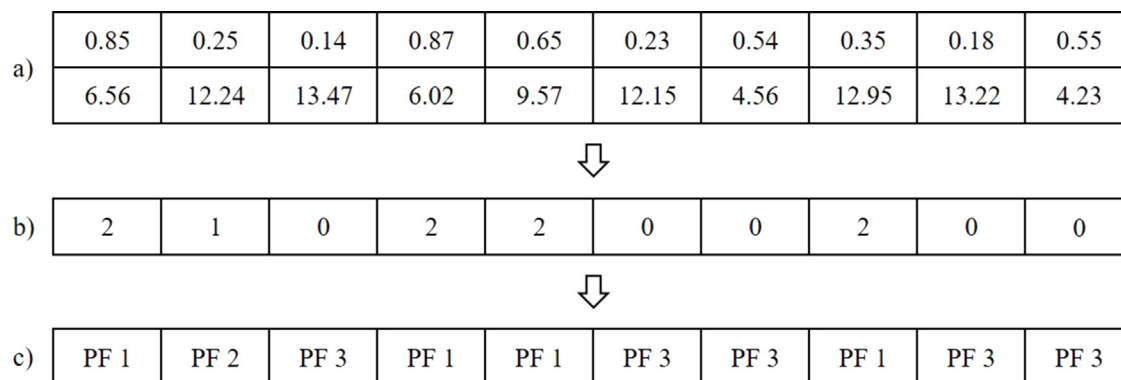 0.85 0.25 0.14 0.87 0.65 0.23 0.54 0.35 0.18 0.55
a)
6.56 12.24 13.47 6.02 9.57 12.15 4.56 12.95 13.22 4.23
b) 2 1 0 2 2 0 0 2 0 0
c) PF 1 PF 2 PF 3 PF 1 PF 1 PF 3 PF 3 PF 1 PF 3 PF 3